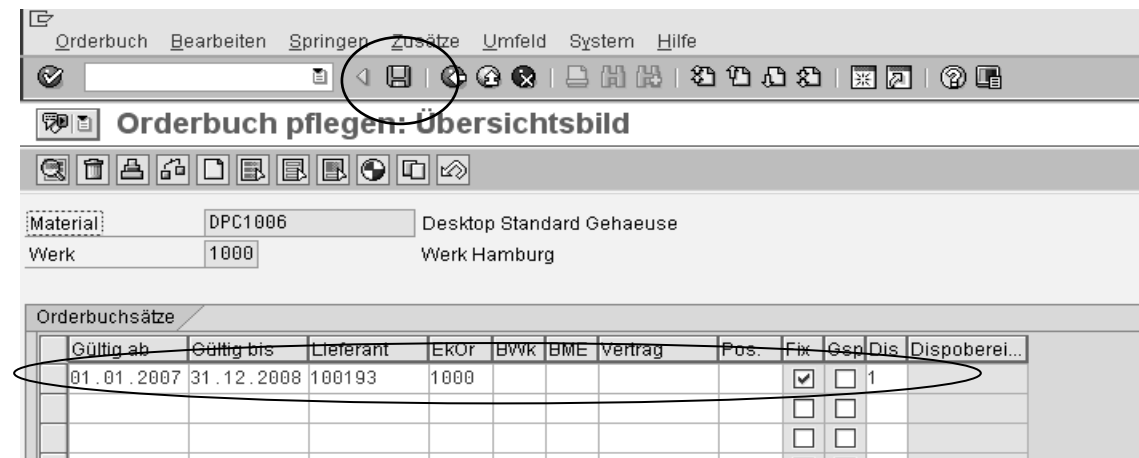 Orderbuch Bearbeiten Springen Zusätze Umfeld System Hilfe
Orderbuch pflegen: Übersichtsbild
Material DPC1006 Desktop Standard Gehaeuse
Werk 1000 Werk Hamburg
Orderbuchsätze
Gültig ab Gültig bis Lieferant EkOr BWk BME Vertrag Pos. Fix Gsp Dis Dispoberei...
01.01.2007 31.12.2008 100193 1000 1